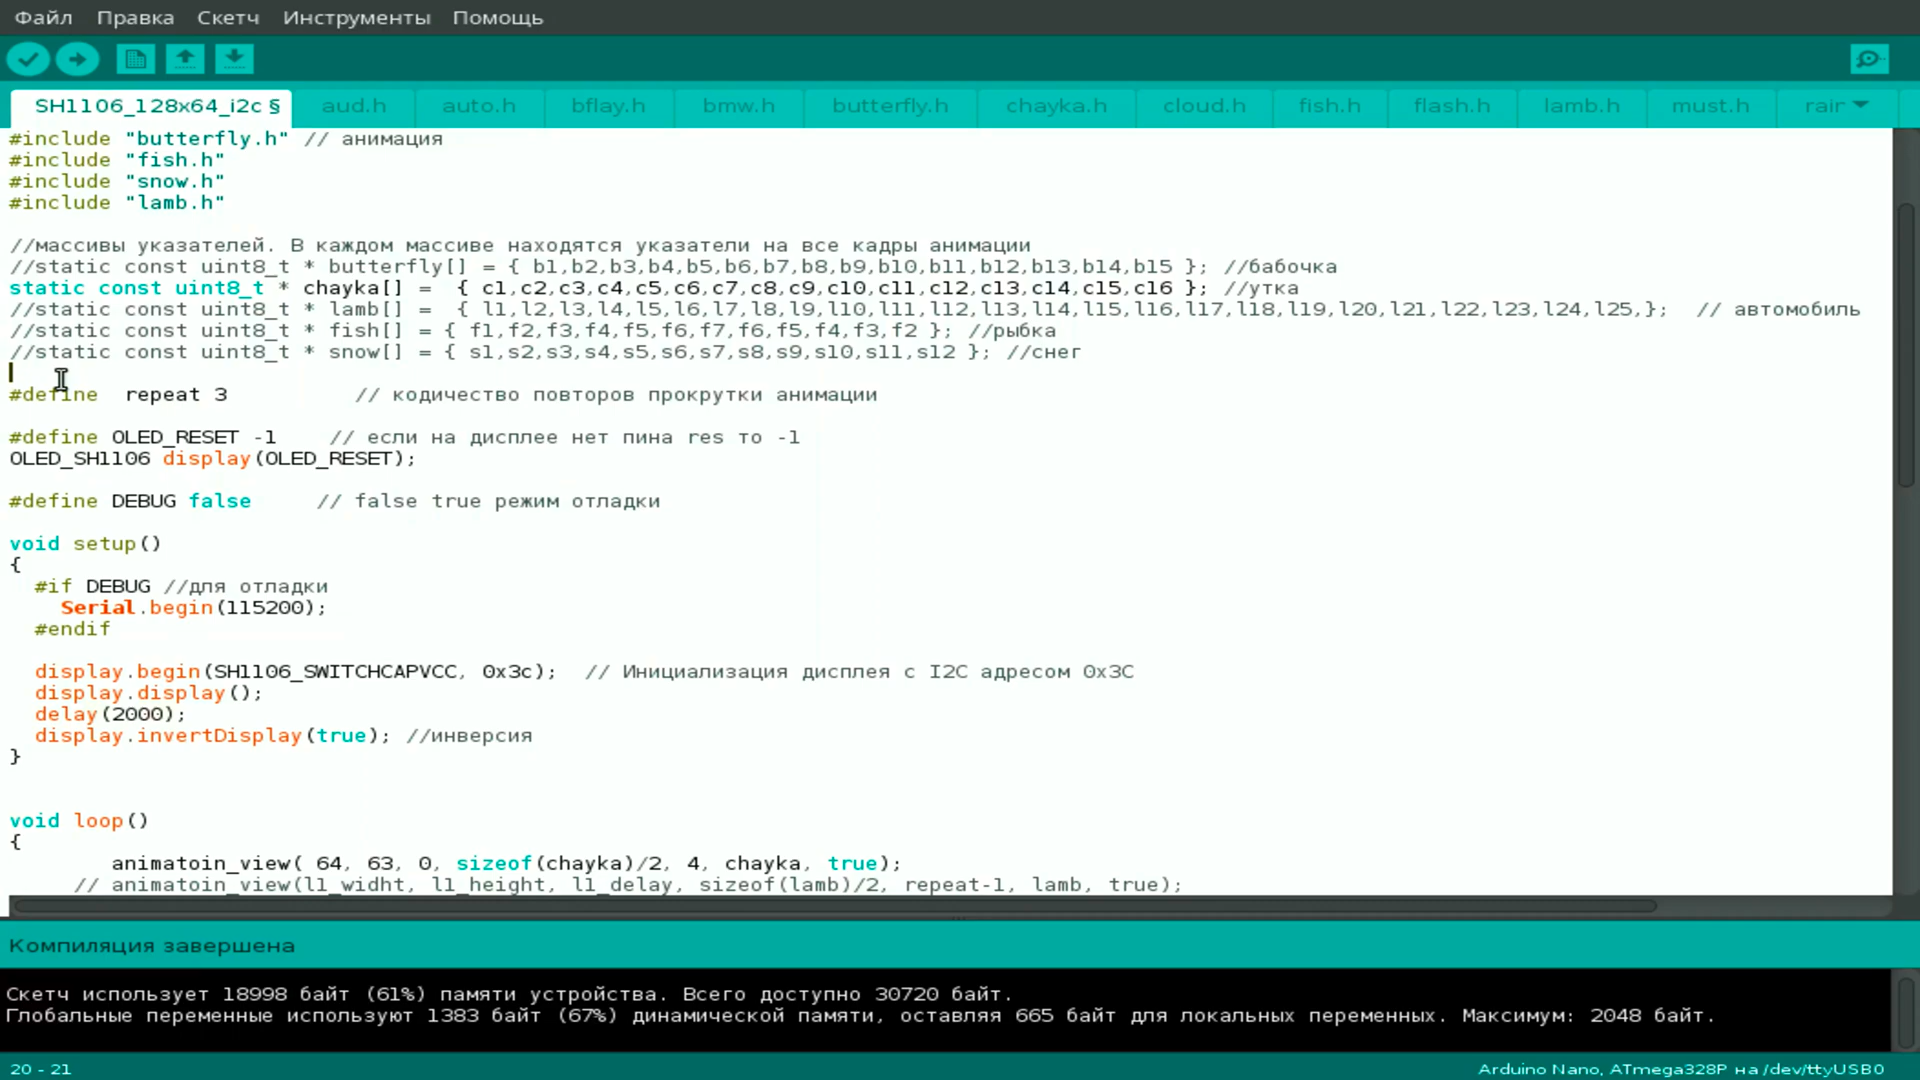 Файл Правка Скетч Инструменты Помощь
SH1106_128x64_i2c § aud.h auto.h bflay.h bmw.h butterfly.h chayka.h cloud.h fish.h flash.h lamb.h must.h rair
#include "butterfly.h" // анимация
#include "fish.h"
#include "snow.h"
#include "lamb.h"
//массивы указателей. В каждом массиве находятся указатели на все кадры анимации
//static const uint8_t * butterfly[] = { b1,b2,b3,b4,b5,b6,b7,b8,b9,b10,b11,b12,b13,b14,b15 }; //бабочка
static const uint8_t * chayka[] =  { c1,c2,c3,c4,c5,c6,c7,c8,c9,c10,c11,c12,c13,c14,c15,c16 }; //утка
//static const uint8_t * lamb[] =  { l1,l2,l3,l4,l5,l6,l7,l8,l9,l10,l11,l12,l13,l14,l15,l16,l17,l18,l19,l20,l21,l22,l23,l24,l25,};  // автомобиль
//static const uint8_t * fish[] = { f1,f2,f3,f4,f5,f6,f7,f6,f5,f4,f3,f2 }; //рыбка
//static const uint8_t * snow[] = { s1,s2,s3,s4,s5,s6,s7,s8,s9,s10,s11,s12 }; //снег
#define  repeat 3          // кодичество повторов прокрутки анимации
#define OLED_RESET -1    // если на дисплее нет пина res то -1
OLED_SH1106 display(OLED_RESET);
#define DEBUG false     // false true режим отладки
void setup()
{
  #if DEBUG //для отладки
    Serial.begin(115200);
  #endif
  display.begin(SH1106_SWITCHCAPVCC, 0x3c);  // Инициализация дисплея с I2C адресом 0x3C
  display.display();
  delay(2000);
  display.invertDisplay(true); //инверсия
}
void loop()
{
        animatoin_view( 64, 63, 0, sizeof(chayka)/2, 4, chayka, true);
     // animatoin_view(l1_widht, l1_height, l1_delay, sizeof(lamb)/2, repeat-1, lamb, true);
Компиляция завершена
Скетч использует 18998 байт (61%) памяти устройства. Всего доступно 30720 байт.
Глобальные переменные используют 1383 байт (67%) динамической памяти, оставляя 665 байт для локальных переменных. Максимум: 2048 байт.
20 - 21 Arduino Nano, ATmega328P на /dev/ttyUSB0